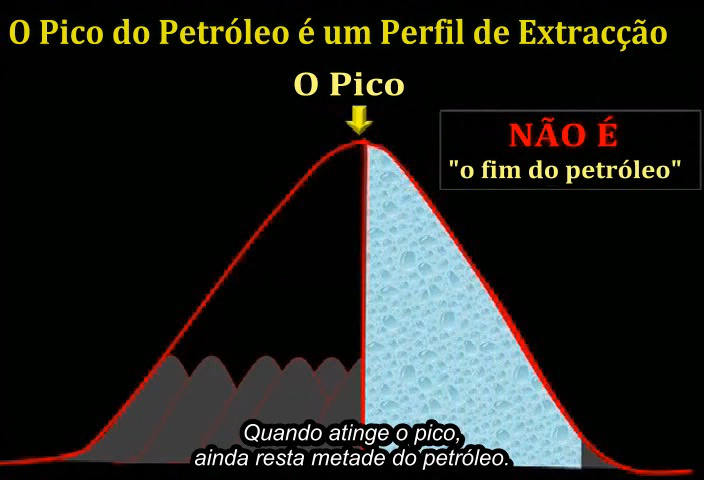 O Pico do Petróleo é um Perfil de Extracção
O Pico
NÃO É
"o fim do petróleo"
Quando atinge o pico,
ainda resta metade do petróleo.